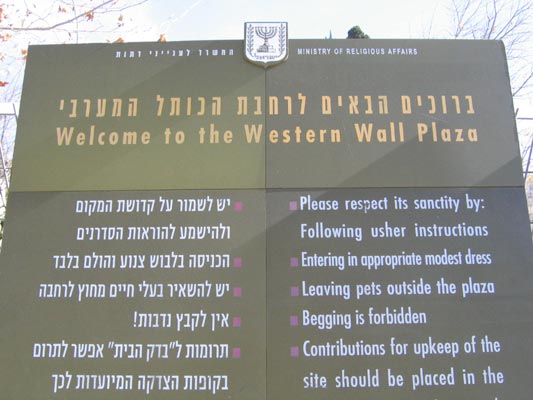 המשרד לענייני דתות
MINISTRY OF RELIGIOUS AFFAIRS
ברוכים הבאים לרחבת הכותל המערבי
Welcome to the Western Wall Plaza
יש לשמור על קדושת המקום
ולהישמע להוראות הסדרנים
הכניסה בלבוש צנוע והולם בלבד
יש להשאיר בעלי חיים מחוץ לרחבה
אין לקבץ נדבות!
תרומות ל"בדק הבית" אפשר לתרום
בקופות הצדקה המיועדות לכך
Please respect its sanctity by:
Following usher instructions
Entering in appropriate modest dress
Leaving pets outside the plaza
Begging is forbidden
Contributions for upkeep of the
site should be placed in the